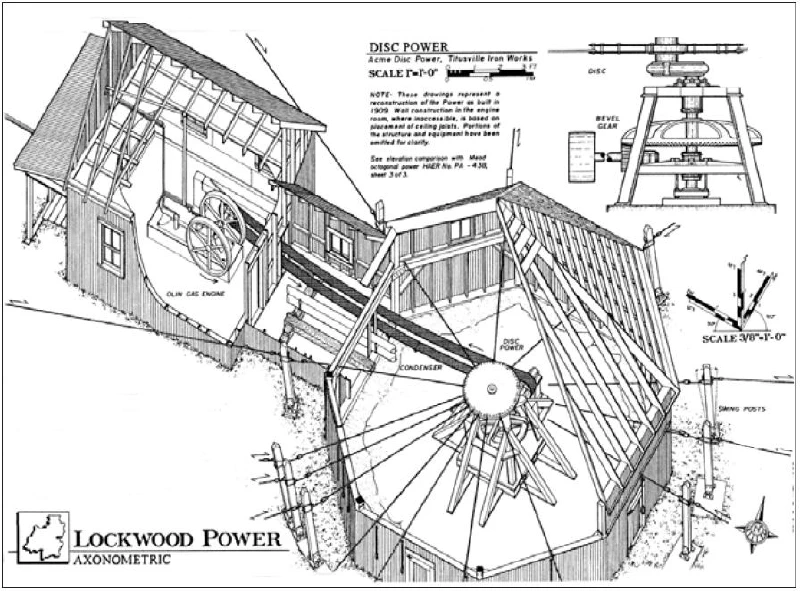 DISC POWER
Acme Disc Power, Titusville Iron Works
SCALE 1"=1'-0"
NOTE- These drawings represent a
reconstruction of the Power as built in
1909. Wall construction in the engine
room, where inaccessible, is based on
placement of ceiling joists. Portions of
the structure and equipment have been
omitted for clarity.
See elevation comparison with Mead
octagonal power HAER No. PA - 438,
sheet 3 of 3.
DISC
BEVEL
GEAR
OLIN GAS ENGINE
CONDENSER
DISC
POWER
SCALE 3/8"=1'-0"
SWING POSTS
LOCKWOOD POWER
AXONOMETRIC